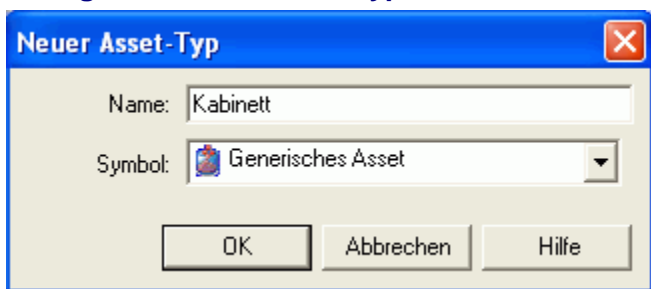 Neuer Asset-Typ
Name: Kabinett
Symbol: Generisches Asset
OK Abbrechen Hilfe